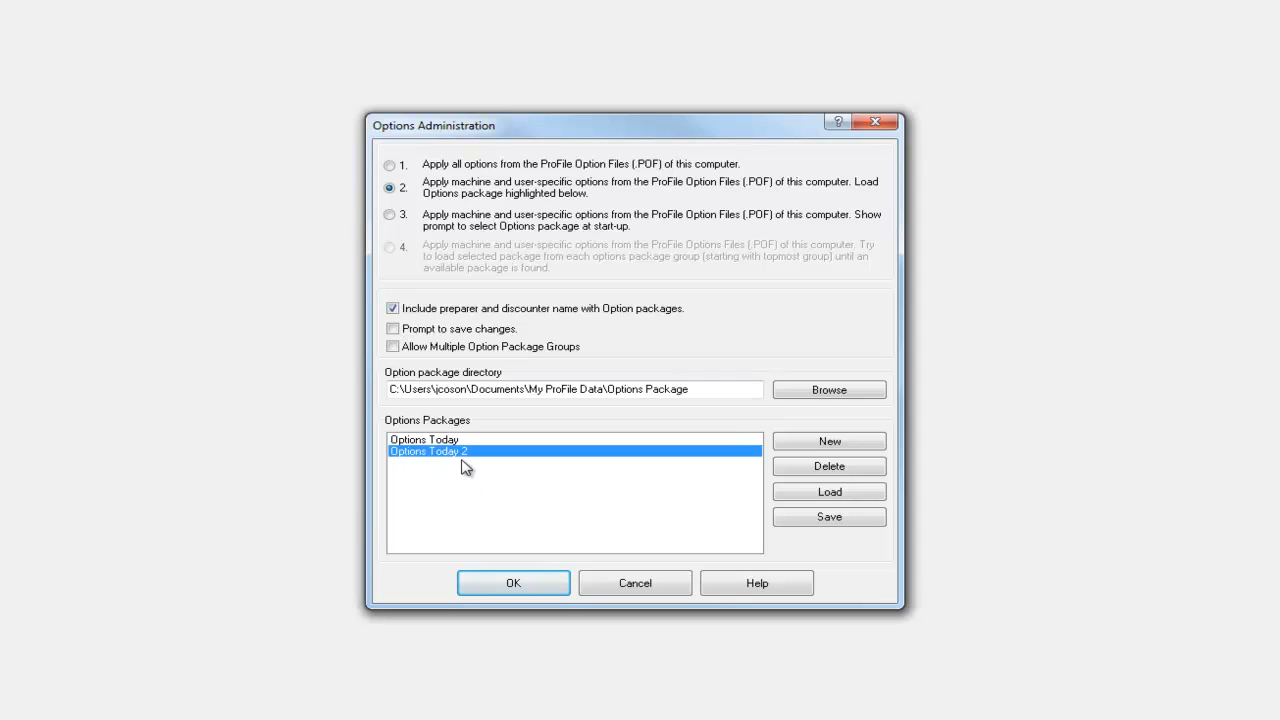 Options Administration
?
1. Apply all options from the ProFile Option Files (.POF) of this computer.
2. Apply machine and user-specific options from the ProFile Option Files (.POF) of this computer. Load
Options package highlighted below.
3. Apply machine and user-specific options from the ProFile Option Files (.POF) of this computer. Show
prompt to select Options package at start-up.
4. Apply machine and user-specific options from the ProFile Options Files (.POF) of this computer. Try
to load selected package from each options package group (starting with topmost group) until an
available package is found.
Include preparer and discounter name with Option packages.
Prompt to save changes.
Allow Multiple Option Package Groups
Option package directory
C:\Users\jcoson\Documents\My ProFile Data\Options Package
Browse
Options Packages
Options Today
Options Today 2
New
Delete
Load
Save
OK
Cancel
Help